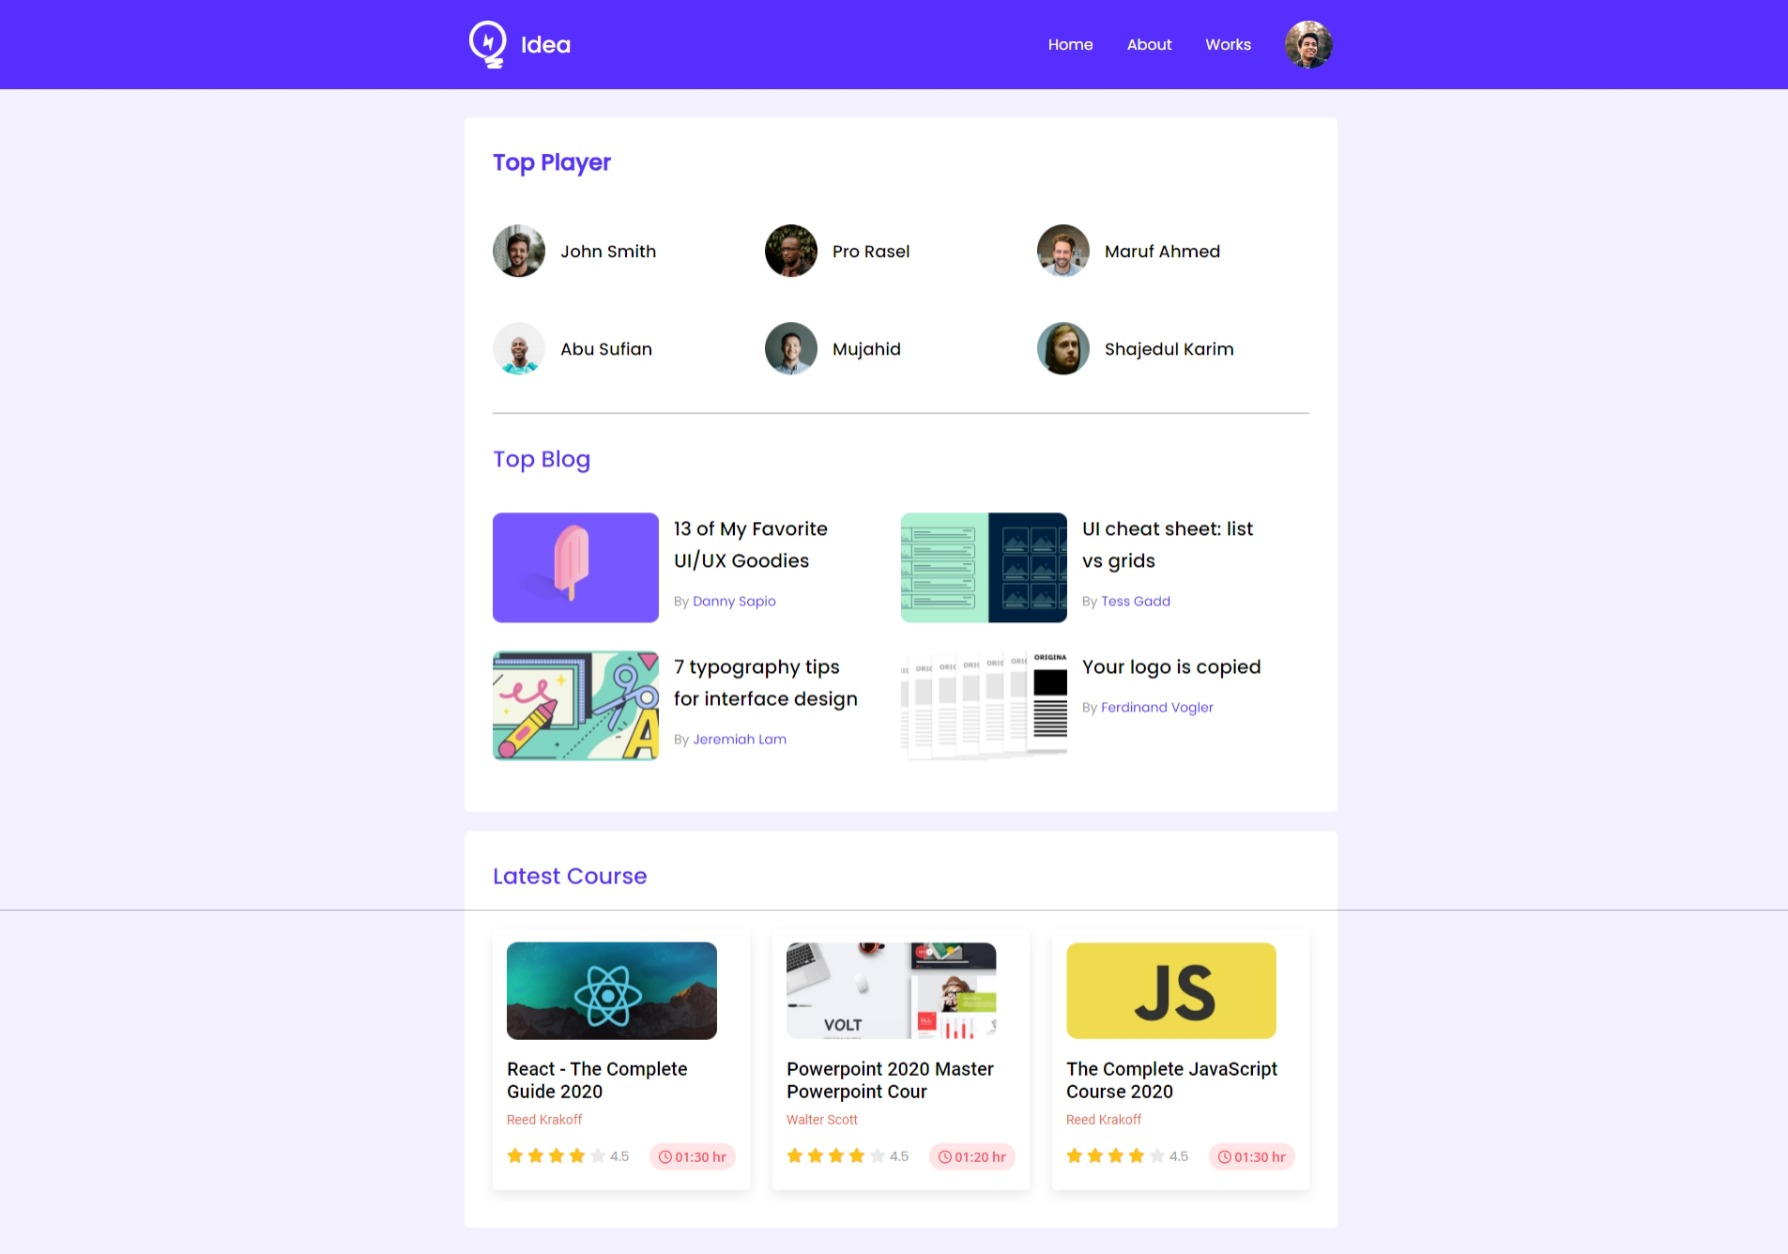 Idea
Home About Works
Top Player
John Smith
Pro Rasel
Maruf Ahmed
Abu Sufian
Mujahid
Shajedul Karim
Top Blog
13 of My Favorite
UI/UX Goodies
By Danny Sapio
UI cheat sheet: list
vs grids
By Tess Gadd
7 typography tips
for interface design
By Jeremiah Lam
ORIGINA
Your logo is copied
By Ferdinand Vogler
Latest Course
React - The Complete
Guide 2020
Reed Krakoff
4.5 01:30 hr
VOLT
Powerpoint 2020 Master
Powerpoint Cour
Walter Scott
4.5 01:20 hr
JS
The Complete JavaScript
Course 2020
Reed Krakoff
4.5 01:30 hr